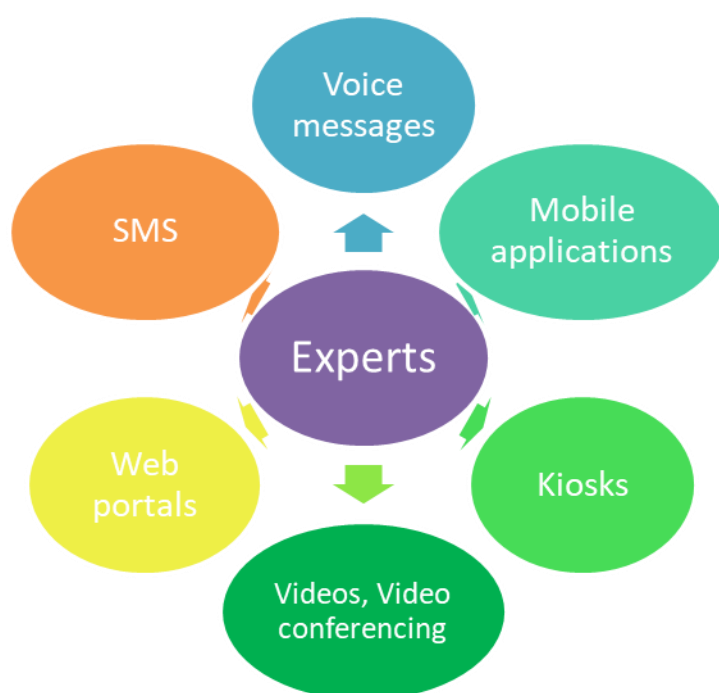 Voice
messages
SMS
Mobile
applications
Experts
Web
portals
Kiosks
Videos, Video
conferencing